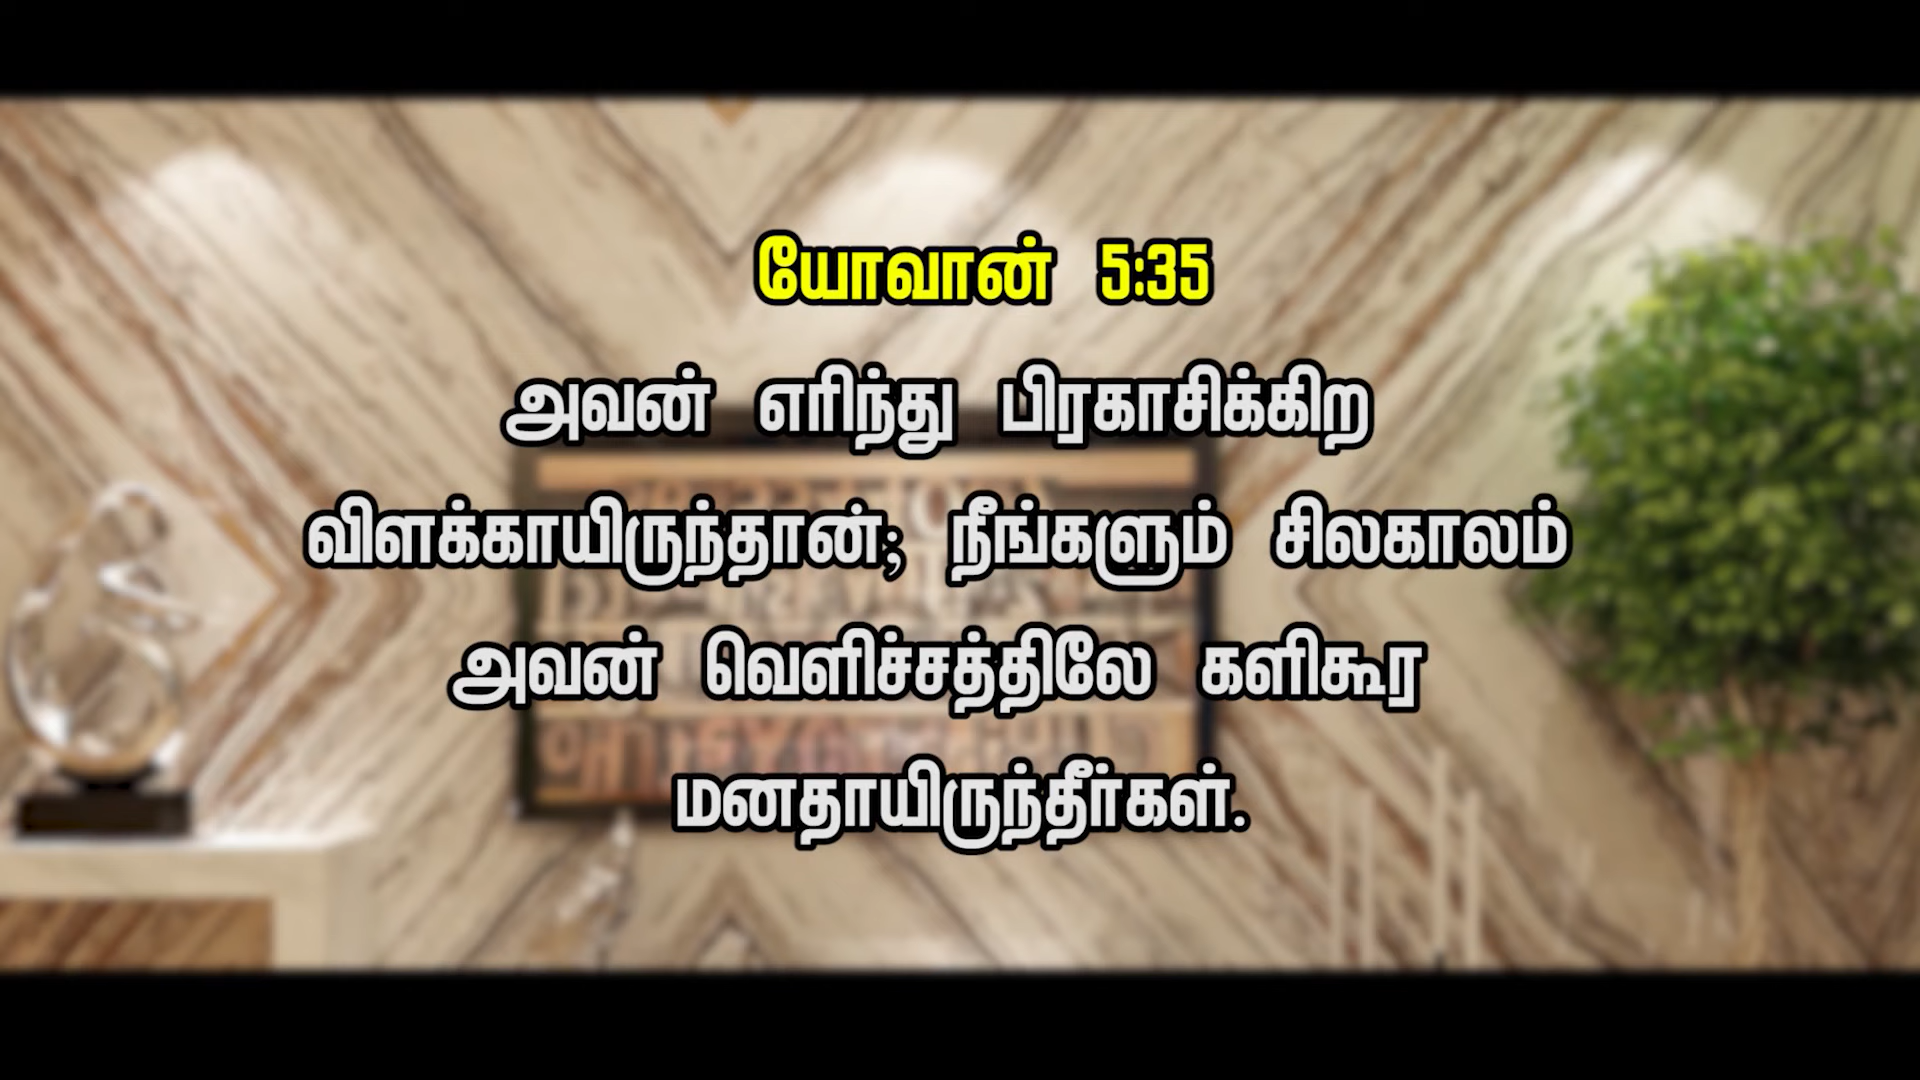 யோவான் 5:35
அவன் எரிந்து பிரகாசிக்கிற
விளக்காயிருந்தான்; நீங்களும் சிலகாலம்
அவன் வெளிச்சத்திலே களிகூர
மனதாயிருந்தீர்கள்.